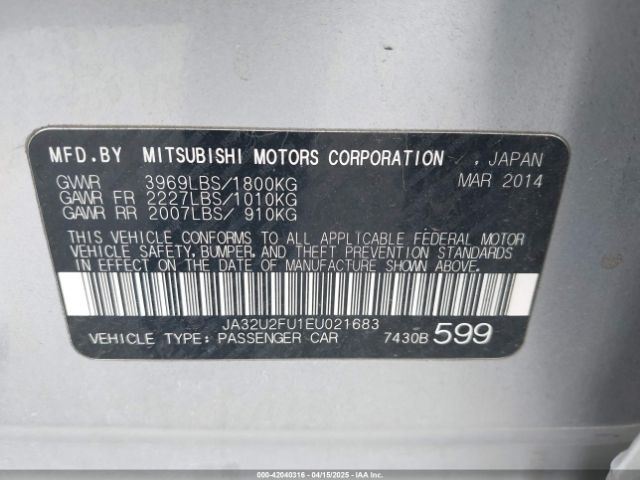 MFD.BY MITSUBISHI MOTORS CORPORATION , JAPAN
MAR 2014
GVWR 3969LBS/1800KG
GAWR FR 2227LBS/1010KG
GAWR RR 2007LBS/ 910KG
THIS VEHICLE CONFORMS TO ALL APPLICABLE FEDERAL MOTOR
VEHICLE SAFETY, BUMPER, AND THEFT PREVENTION STANDARDS
IN EFFECT ON THE DATE OF MANUFACTURE SHOWN ABOVE.
JA32U2FU1EU021683
VEHICLE TYPE: PASSENGER CAR 7430B 599
000-42040316 - 04/15/2025 - IAAI.COM